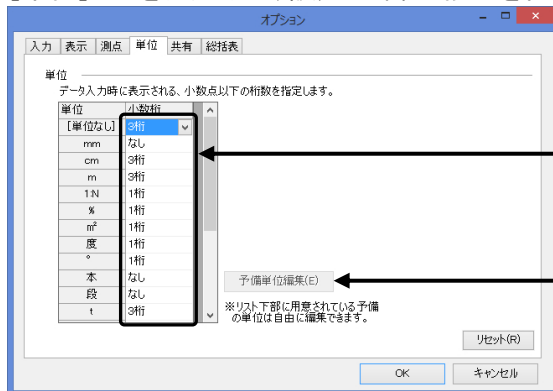 オプション
入力 表示 測点 単位 共有 総括表
単位
データ入力時に表示される、小数点以下の桁数を指定します。
単位 小数桁
[単位なし] 3桁
mm なし
cm 3桁
m 3桁
1:N 1桁
% 1桁
㎡ 1桁
度 1桁
° 1桁
本 なし
段 なし
t 3桁
予備単位編集(E)
※リスト下部に用意されている予備
の単位は自由に編集できます。
リセット(R)
OK キャンセル